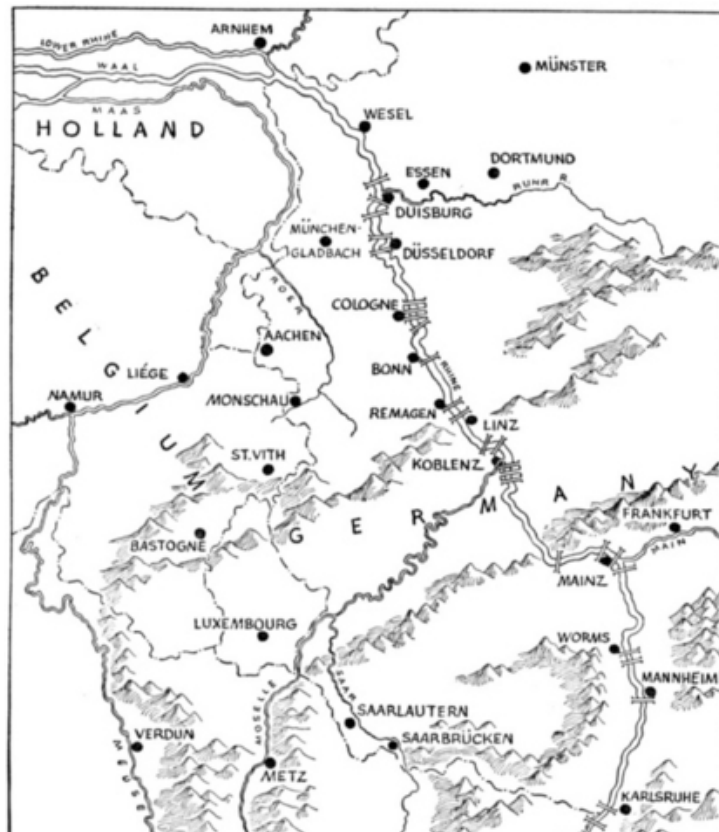 ARNHEM
LOWER RHINE
MÜNSTER
WAAL
MAAS
WESEL
HOLLAND
DORTMUND
ESSEN
RUHR R.
DUISBURG
MÜNCHEN-
GLADBACH
DÜSSELDORF
BELGIUM
ROER
COLOGNE
AACHEN
BONN
RHINE
LIÉGE
NAMUR
MONSCHAU
REMAGEN
LINZ
ST.VITH
KOBLENZ
GERMANY
FRANKFURT
BASTOGNE
MAIN
MAINZ
LUXEMBOURG
WORMS
SAAR
MANNHEIM
SAARLAUTERN
MOSELLE
VERDUN
SAARBRÜCKEN
METZ
MEUSE
KARLSRUHE